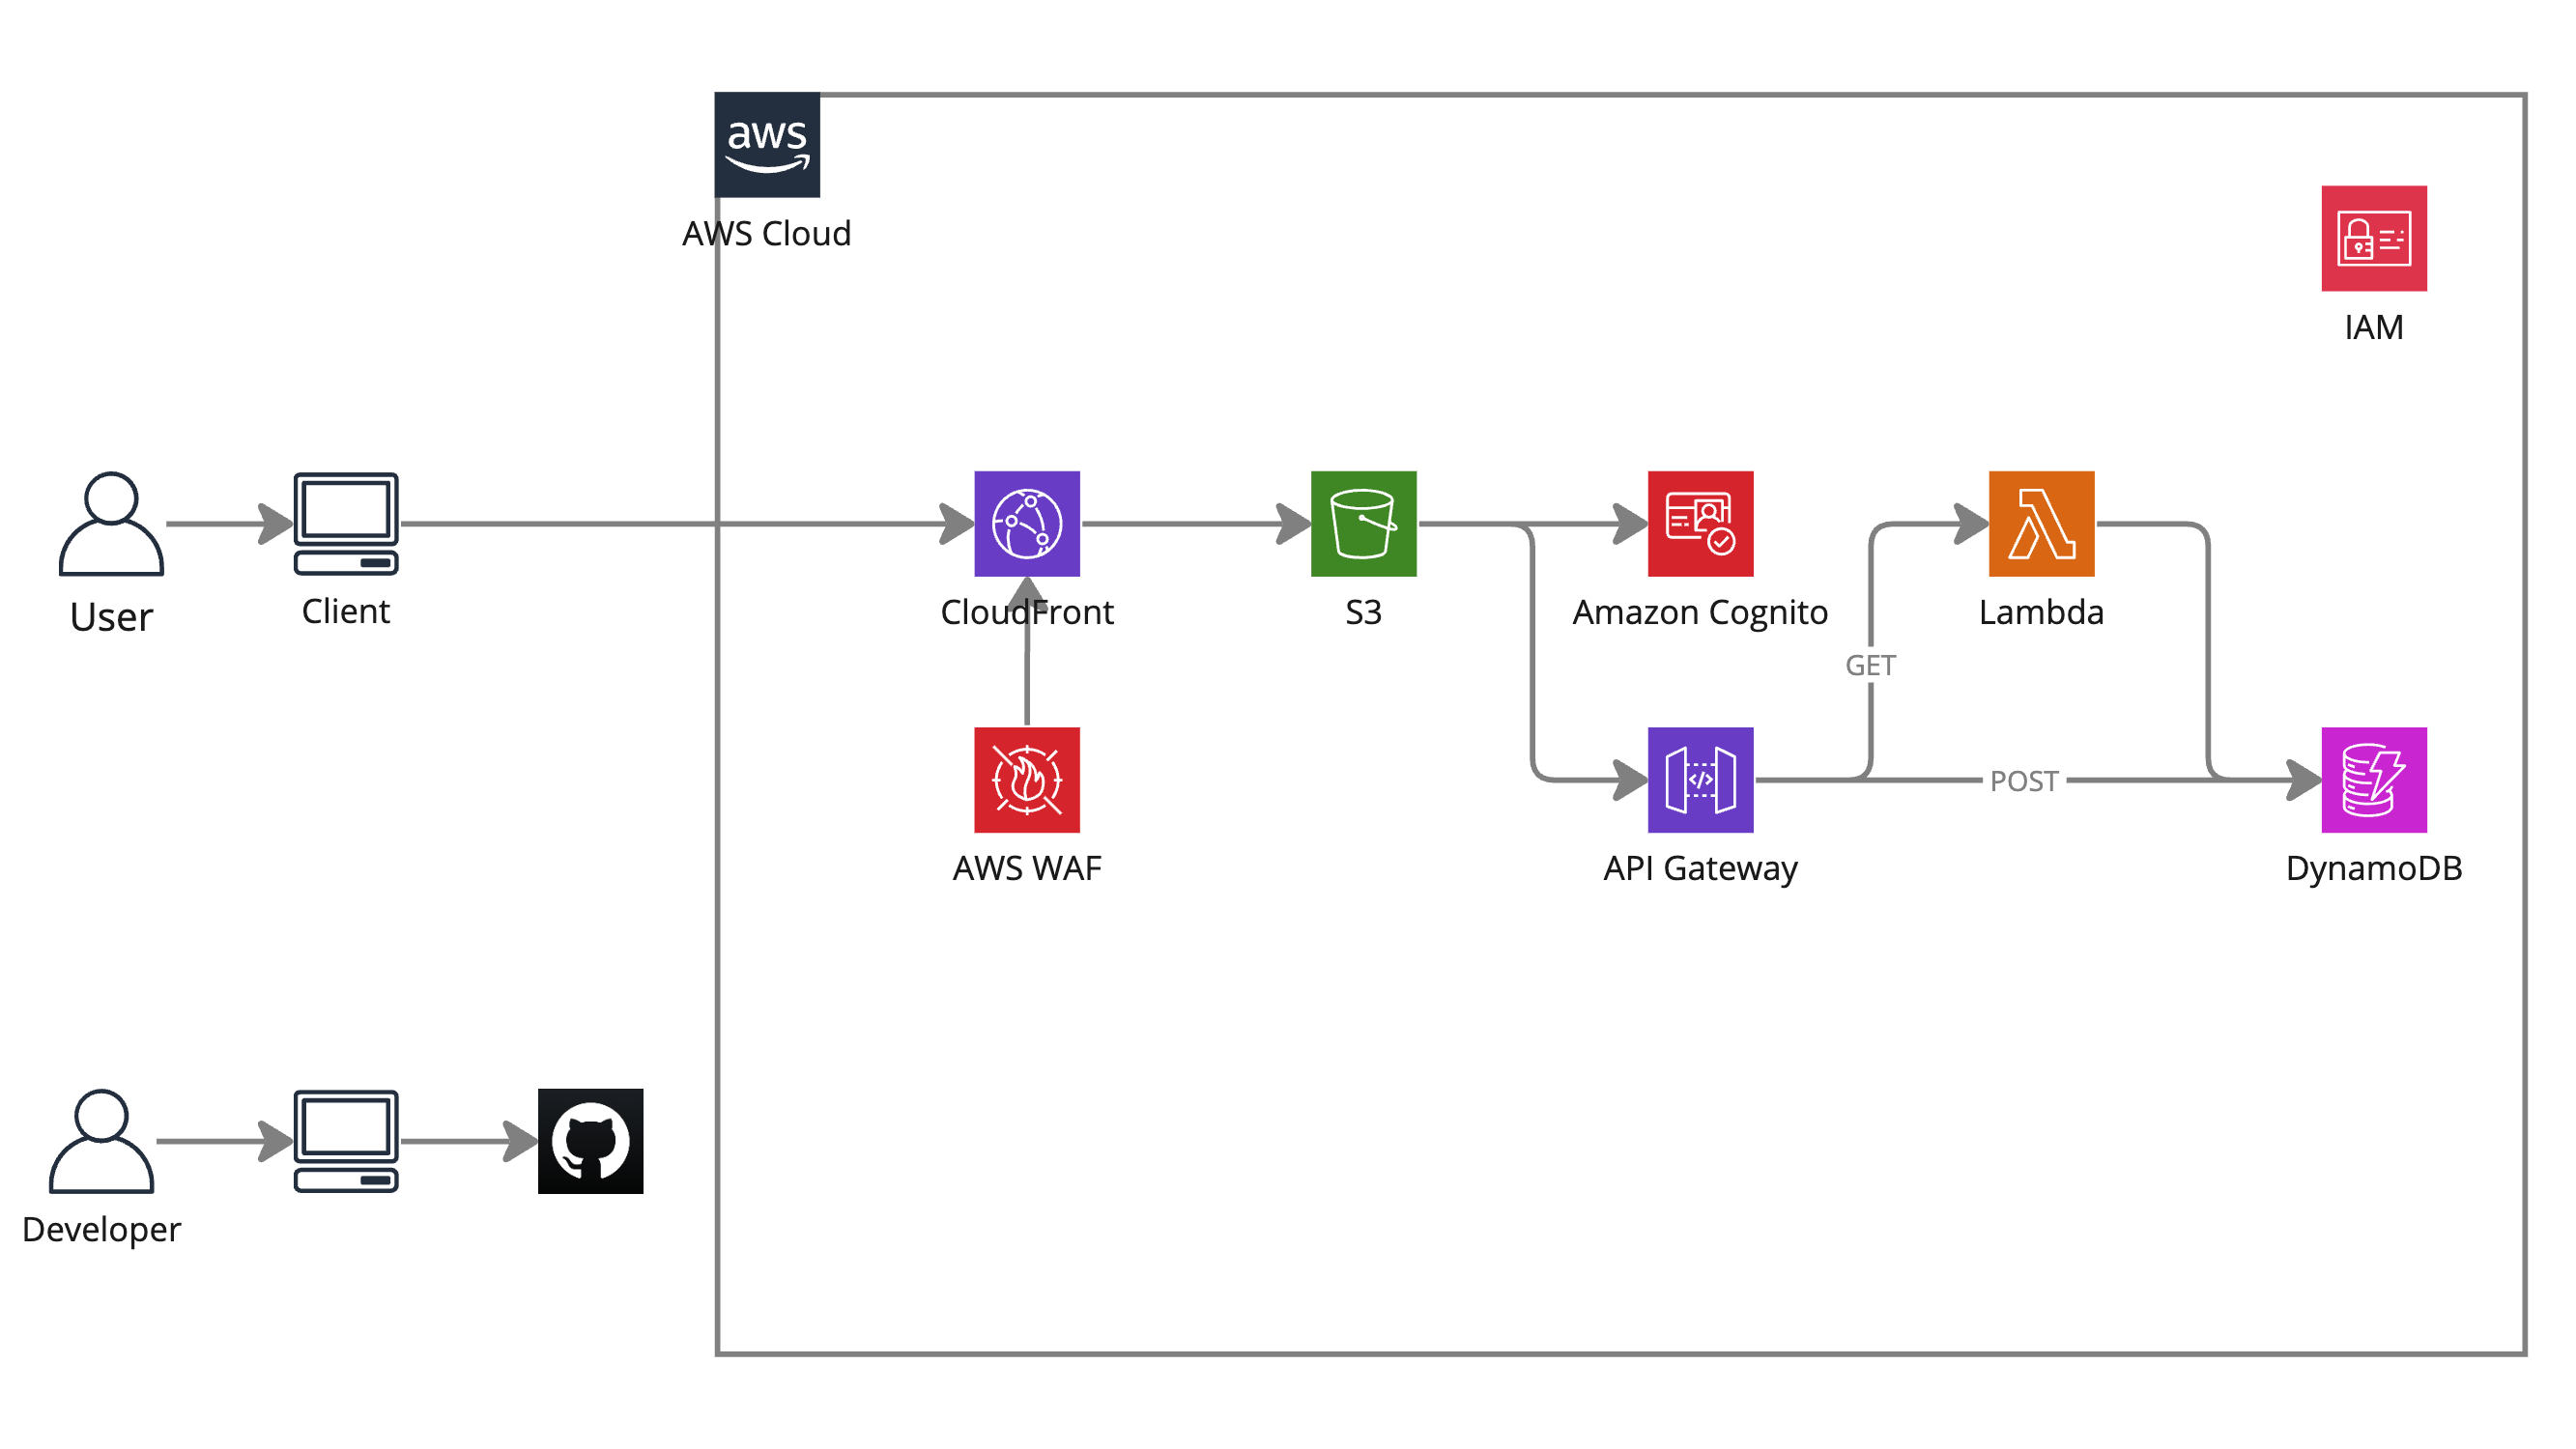 aws
AWS Cloud
IAM
User
Client
CloudFront
S3
Amazon Cognito
Lambda
GET
POST
AWS WAF
API Gateway
DynamoDB
Developer